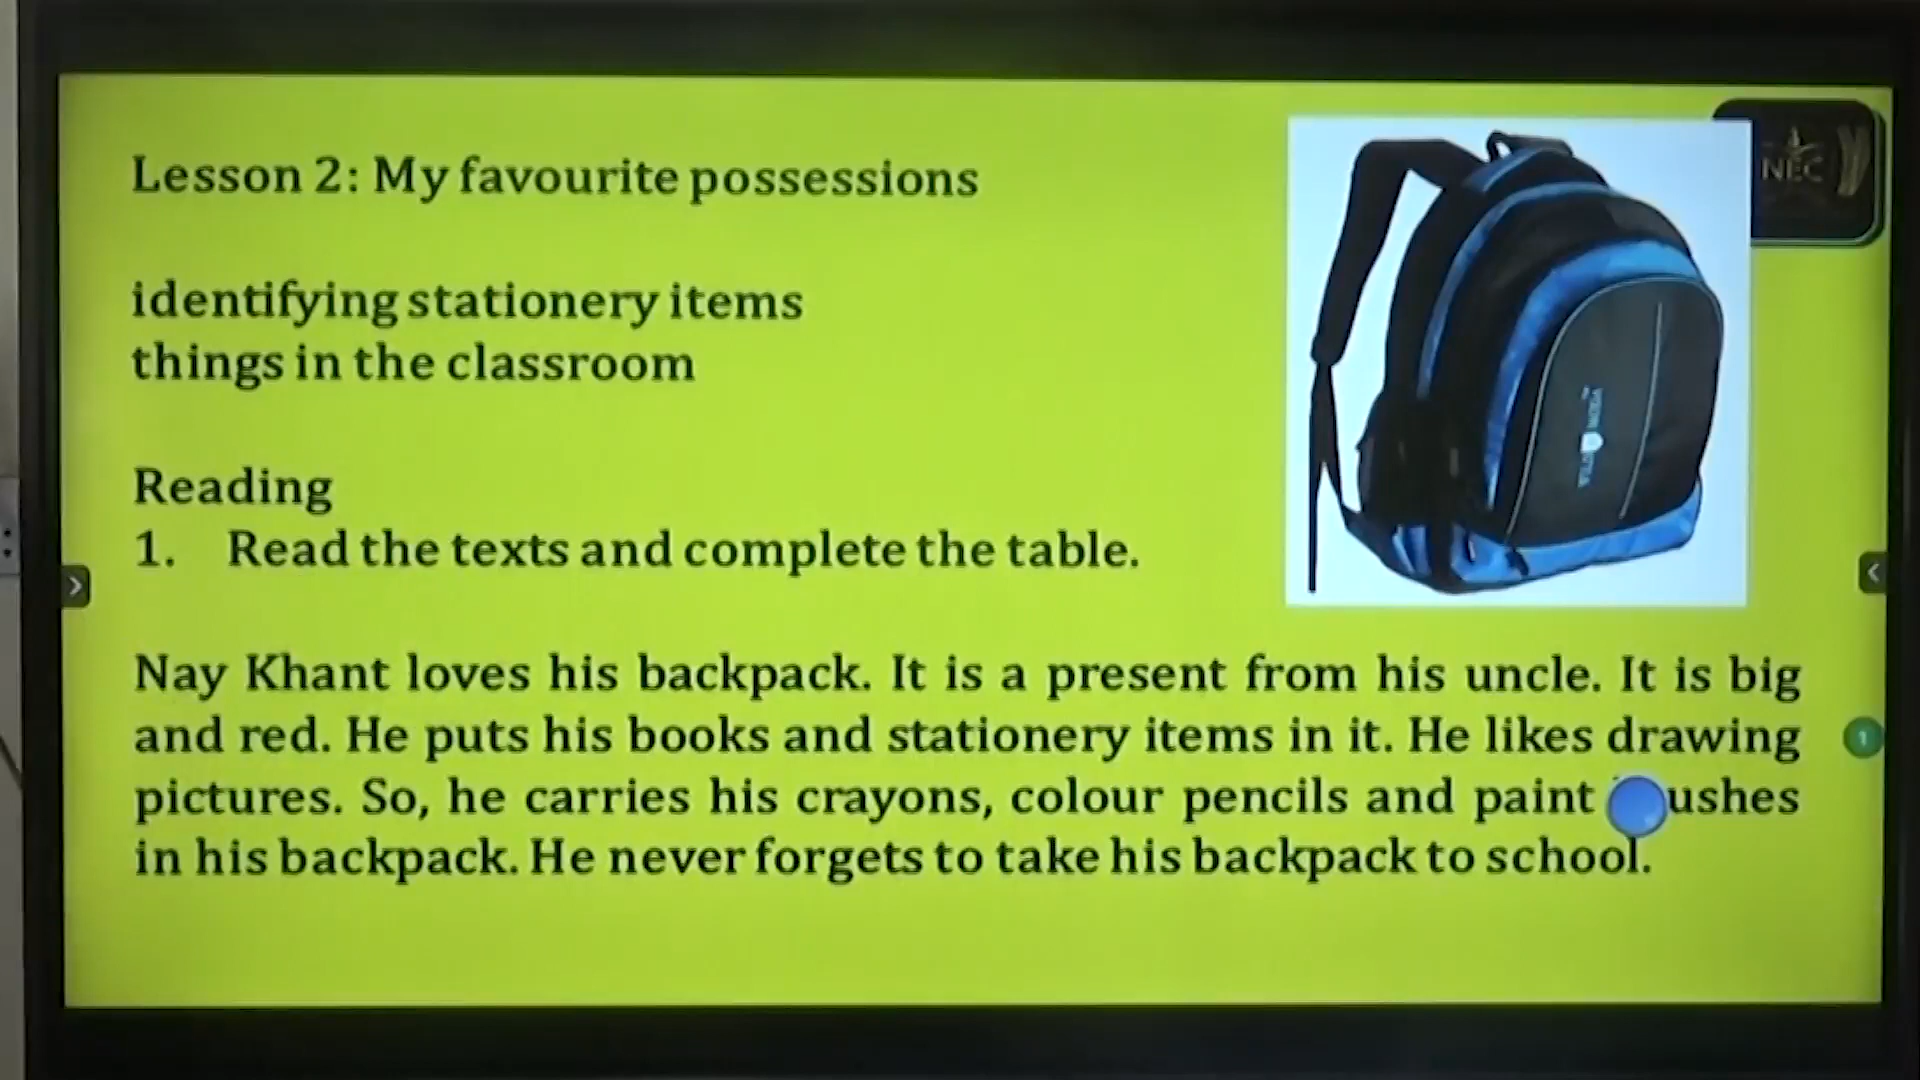 Lesson 2: My favourite possessions
NEC
identifying stationery items
things in the classroom
Reading
1. Read the texts and complete the table.
Nay Khant loves his backpack. It is a present from his uncle. It is big
and red. He puts his books and stationery items in it. He likes drawing
1
pictures. So, he carries his crayons, colour pencils and paint ushes
in his backpack. He never forgets to take his backpack to school.